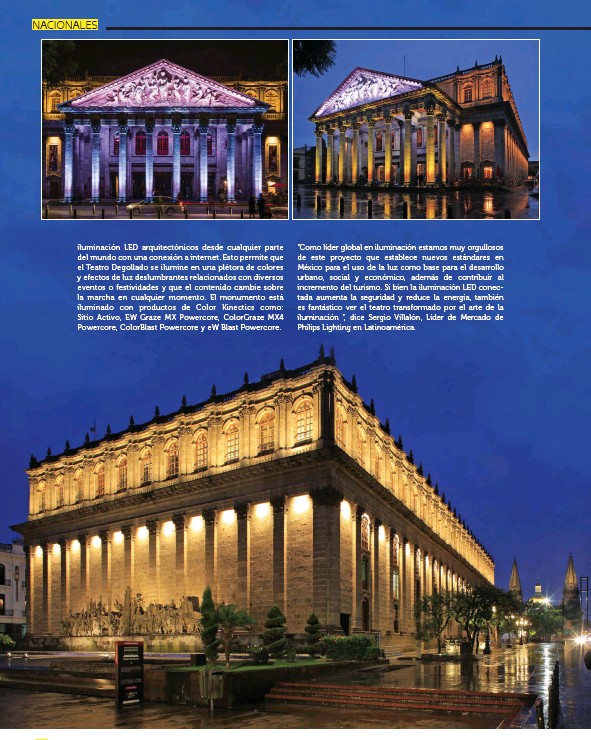 NACIONALES
iluminación LED arquitectónicos desde cualquier parte
del mundo con una conexión a internet. Esto permite que
el Teatro Degollado se ilumine en una plétora de colores
y efectos de luz deslumbrantes relacionados con diversos
eventos o festividades y que el contenido cambie sobre
la marcha en cualquier momento. El monumento está
iluminado con productos de Color Kinectics como:
Sitio Activo, EW Graze MX Powercore, ColorGraze MX4
Powercore, ColorBlast Powercore y eW Blast Powercore.
"Como líder global en iluminación estamos muy orgullosos
de este proyecto que establece nuevos estándares en
México para el uso de la luz como base para el desarrollo
urbano, social y económico, además de contribuir al
incremento del turismo. Si bien la iluminación LED conec-
tada aumenta la seguridad y reduce la energía, también
es fantástico ver el teatro transformado por el arte de la
iluminación ", dice Sergio Villalón, Líder de Mercado de
Philips Lighting en Latinoamérica.